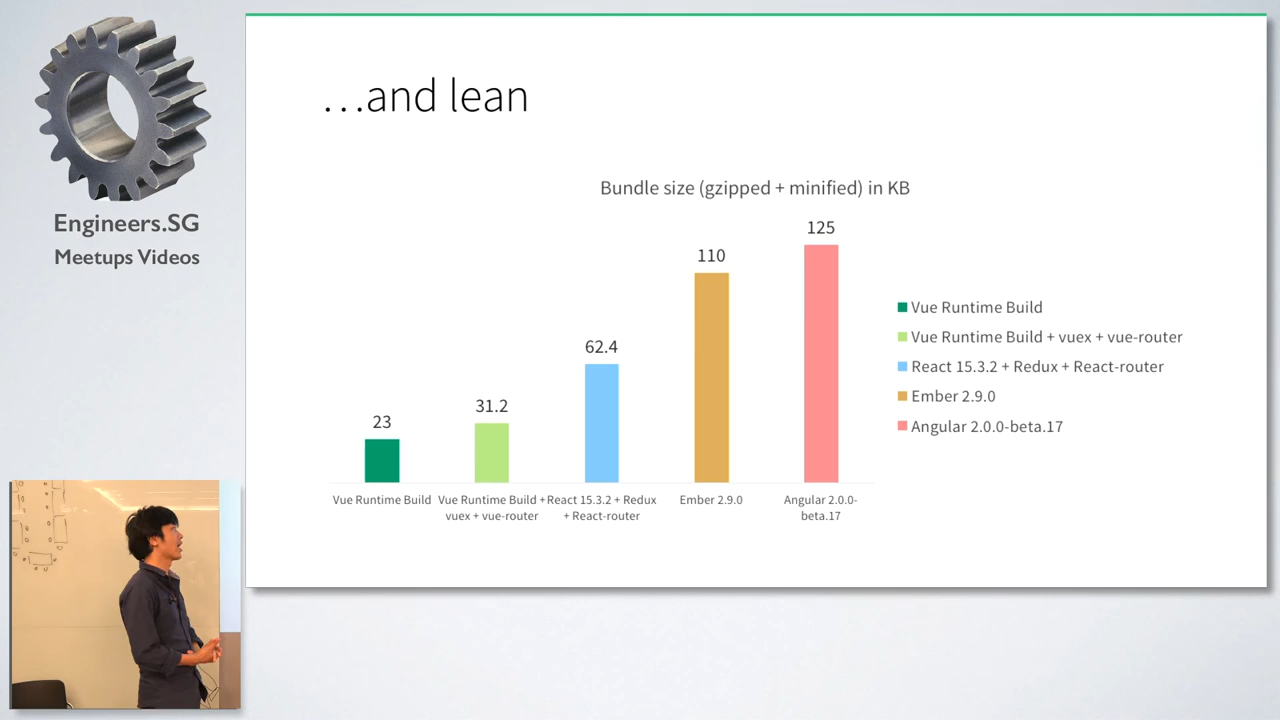 Engineers.SG
Meetups Videos
…and lean
Bundle size (gzipped + minified) in KB
23
31.2
62.4
110
125
Vue Runtime Build
Vue Runtime Build +
vuex + vue-router
React 15.3.2 + Redux
+ React-router
Ember 2.9.0
Angular 2.0.0-
beta.17
Vue Runtime Build
Vue Runtime Build + vuex + vue-router
React 15.3.2 + Redux + React-router
Ember 2.9.0
Angular 2.0.0-beta.17